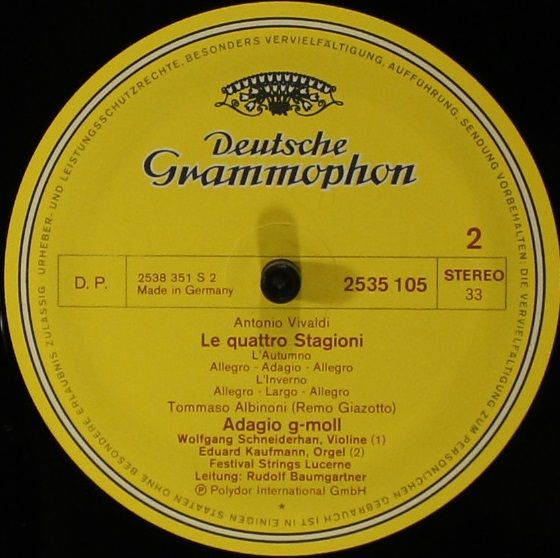 URHEBER- UND LEISTUNGSSCHUTZRECHTE, BESONDERS VERVIELFÄLTIGUNG, AUFFÜHRUNG, SENDUNG VORBEHALTEN; DIE VERVIELFÄLTIGUNG ZUM PERSÖNLICHEN GEBRAUCH IST IN EINIGEN STAATEN OHNE BESONDERE ERLAUBNIS ZULÄSSIG
Deutsche
Grammophon
2
D. P.
2538 351 S 2
Made in Germany
2535 105
STEREO
33
Antonio Vivaldi
Le quattro Stagioni
L'Autumno
Allegro - Adagio - Allegro
L'Inverno
Allegro - Largo - Allegro
Tommaso Albinoni (Remo Giazotto)
Adagio g-moll
Wolfgang Schneiderhan, Violine (1)
Eduard Kaufmann, Orgel (2)
Festival Strings Lucerne
Leitung: Rudolf Baumgartner
Ⓟ Polydor International GmbH
*